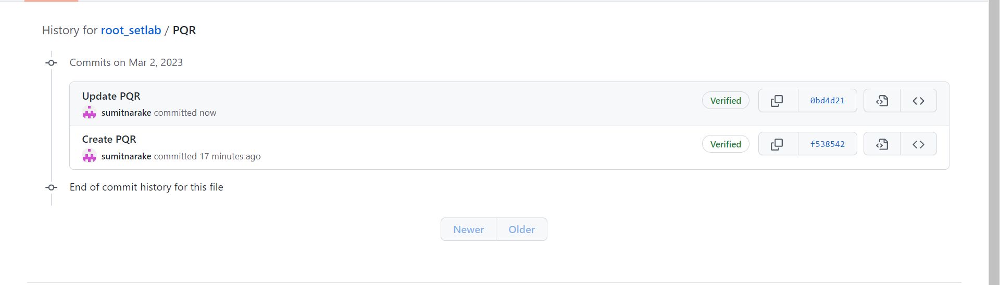 History for root_setlab / PQR
Commits on Mar 2, 2023
Update PQR
sumitnarake committed now
Verified
0bd4d21
Create PQR
sumitnarake committed 17 minutes ago
Verified
f538542
End of commit history for this file
Newer Older